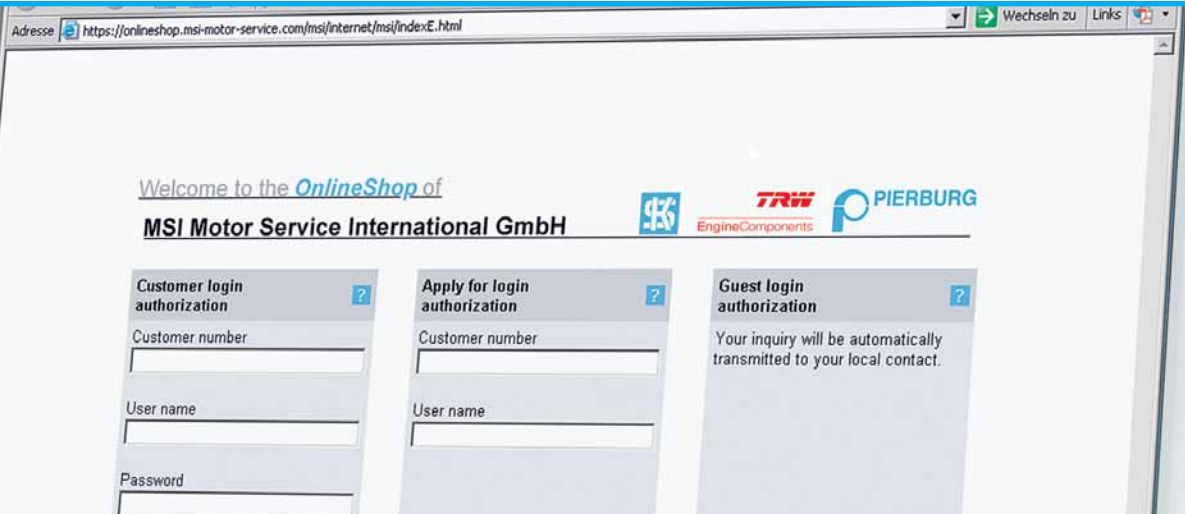 Adresse https://onlineshop.msi-motor-service.com/msi/internet/msi/indexE.html Wechseln zu Links
Welcome to the OnlineShop of
MSI Motor Service International GmbH
KS
TRW
EngineComponents
PIERBURG
Customer login
authorization
?
Customer number
User name
Password
Apply for login
authorization
?
Customer number
User name
Guest login
authorization
?
Your inquiry will be automatically
transmitted to your local contact.